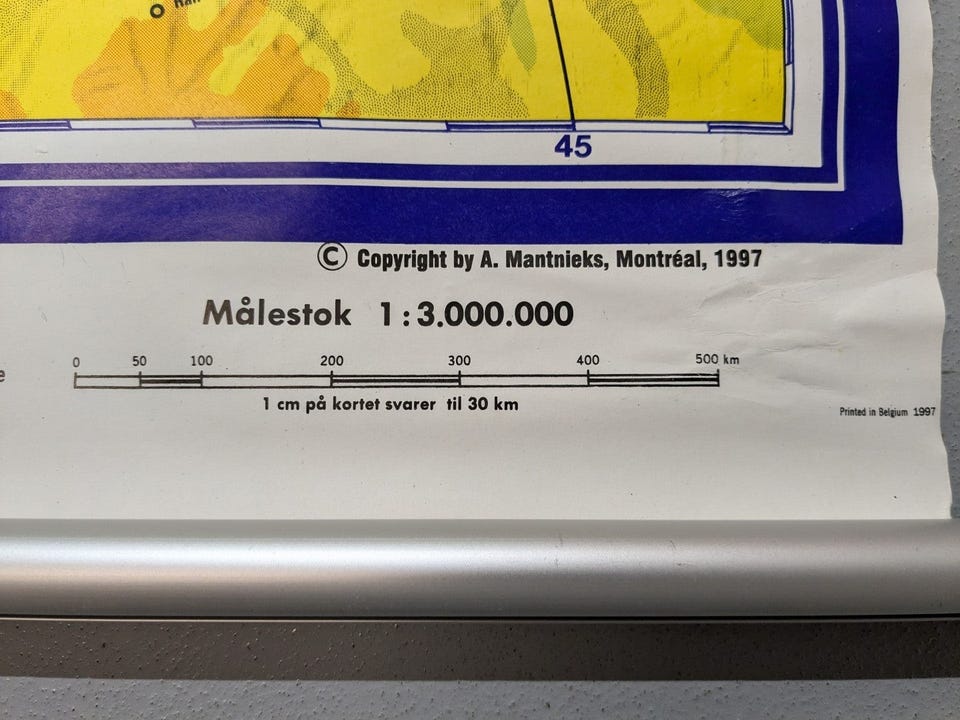 45
© Copyright by A. Mantnieks, Montréal, 1997
Målestok 1:3.000.000
0 50 100 200 300 400 500 km
1 cm på kortet svarer til 30 km
Printed in Belgium 1997